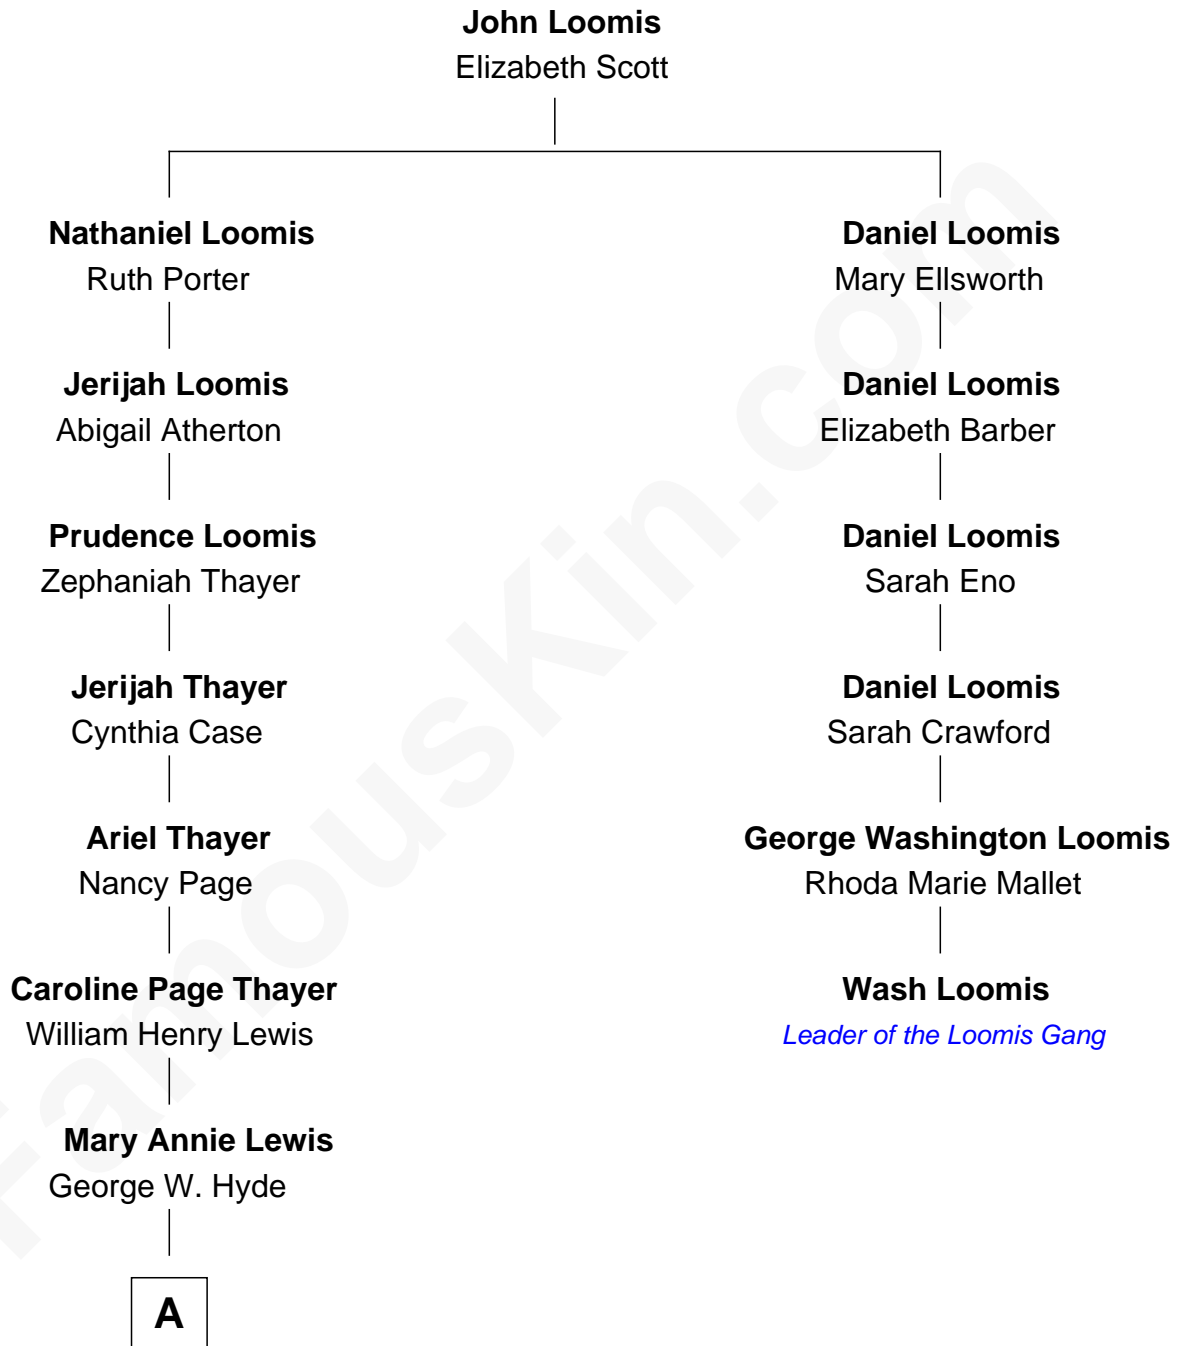 John Loomis
Elizabeth Scott
Nathaniel Loomis
Ruth Porter
Daniel Loomis
Mary Ellsworth
Jerijah Loomis
Abigail Atherton
Daniel Loomis
Elizabeth Barber
Prudence Loomis
Zephaniah Thayer
Daniel Loomis
Sarah Eno
Jerijah Thayer
Cynthia Case
Daniel Loomis
Sarah Crawford
Ariel Thayer
Nancy Page
George Washington Loomis
Rhoda Marie Mallet
Caroline Page Thayer
William Henry Lewis
Wash Loomis
Leader of the Loomis Gang
Mary Annie Lewis
George W. Hyde
A
FamousKin.com